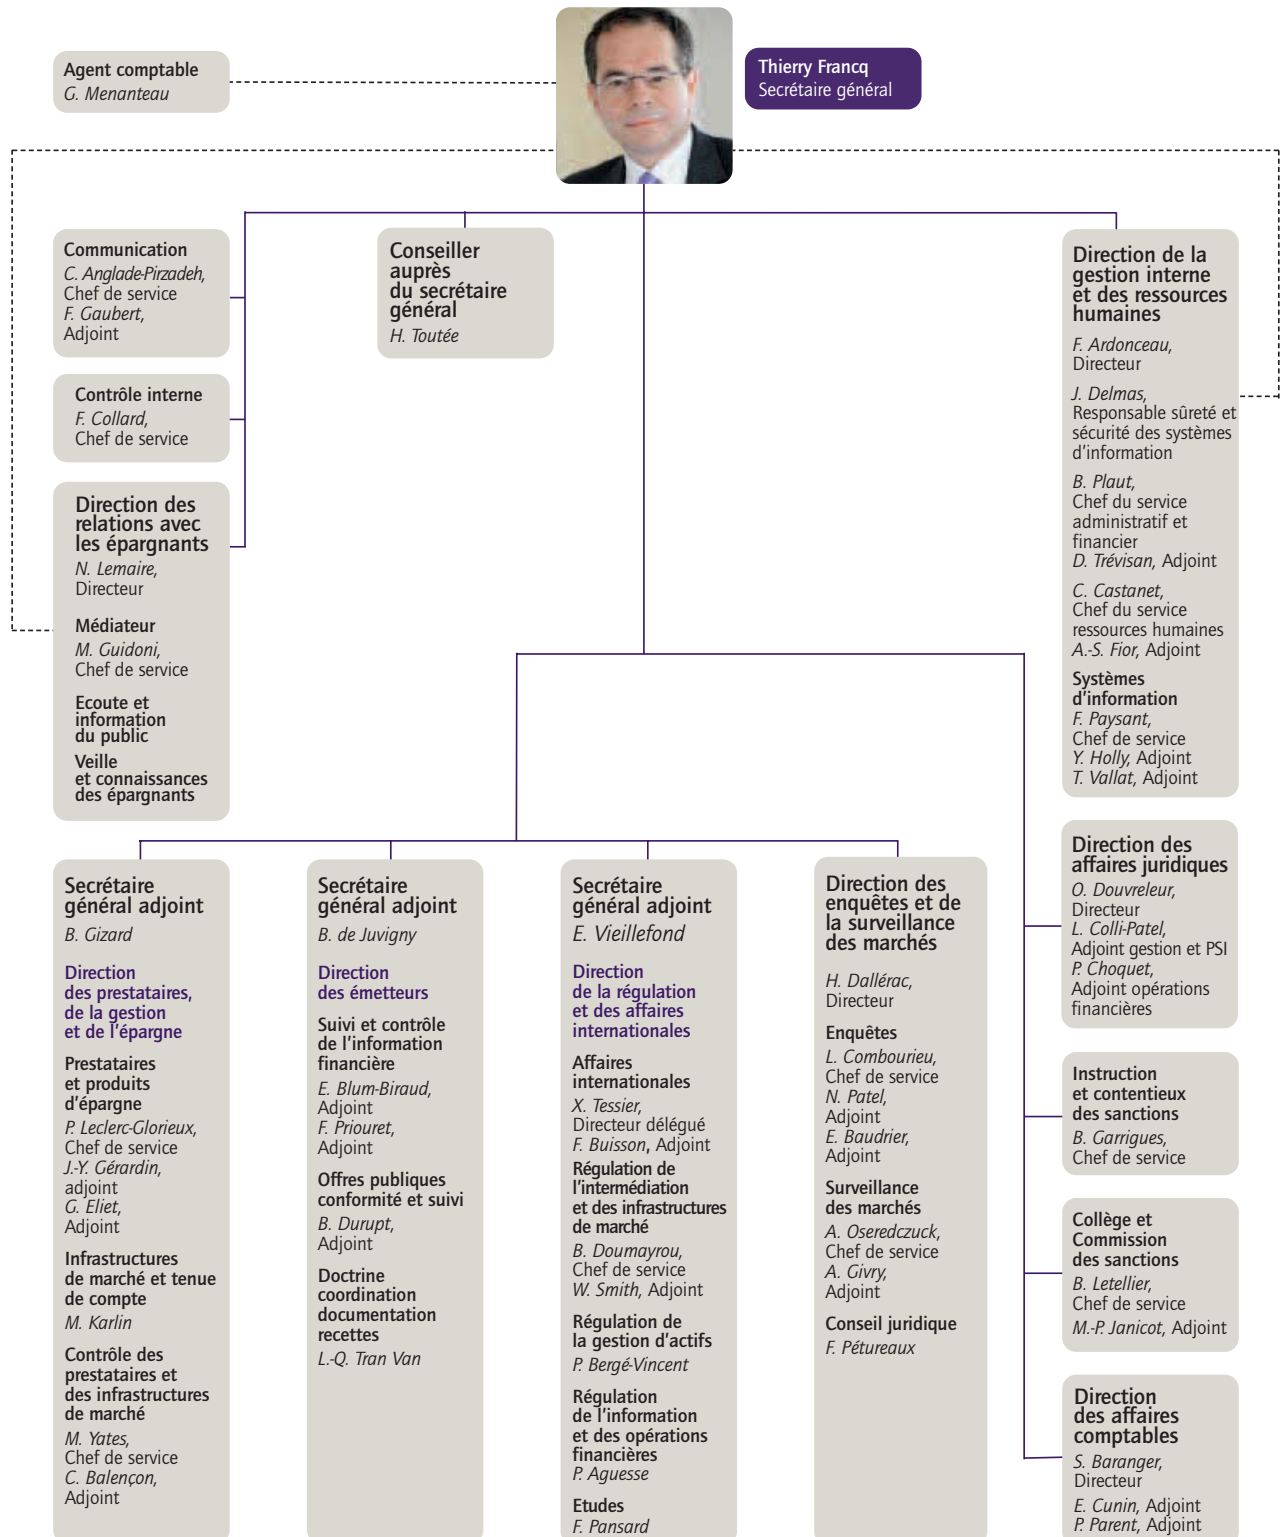 Agent comptable
G. Menanteau
Thierry Francq
Secrétaire général
Communication
C. Anglade-Pirzadeh,
Chef de service
F. Gaubert,
Adjoint
Contrôle interne
F. Collard,
Chef de service
Direction des
relations avec
les épargnants
N. Lemaire,
Directeur
Médiateur
M. Guidoni,
Chef de service
Ecoute et
information
du public
Veille
et connaissances
des épargnants
Conseiller
auprès
du secrétaire
général
H. Toutée
Direction de la
gestion interne
et des ressources
humaines
F. Ardonceau,
Directeur
J. Delmas,
Responsable sûreté et
sécurité des systèmes
d'information
B. Plaut,
Chef du service
administratif et
financier
D. Trévisan, Adjoint
C. Castanet,
Chef du service
ressources humaines
A.-S. Fior, Adjoint
Systèmes
d'information
F. Paysant,
Chef de service
Y. Holly, Adjoint
T. Vallat, Adjoint
Secrétaire
général adjoint
B. Gizard
Direction
des prestataires,
de la gestion
et de l'épargne
Prestataires
et produits
d'épargne
P. Leclerc-Glorieux,
Chef de service
J.-Y. Gérardin,
adjoint
G. Eliet,
Adjoint
Infrastructures
de marché et tenue
de compte
M. Karlin
Contrôle des
prestataires et
des infrastructures
de marché
M. Yates,
Chef de service
C. Balençon,
Adjoint
Secrétaire
général adjoint
B. de Juvigny
Direction
des émetteurs
Suivi et contrôle
de l'information
financière
E. Blum-Biraud,
Adjoint
F. Priouret,
Adjoint
Offres publiques
conformité et suivi
B. Durupt,
Adjoint
Doctrine
coordination
documentation
recettes
L.-Q. Tran Van
Secrétaire
général adjoint
E. Vieillefond
Direction
de la régulation
et des affaires
internationales
Affaires
internationales
X. Tessier,
Directeur délégué
F. Buisson, Adjoint
Régulation de
l'intermédiation
et des infrastructures
de marché
B. Doumayrou,
Chef de service
W. Smith, Adjoint
Régulation de
la gestion d'actifs
P. Bergé-Vincent
Régulation
de l'information
et des opérations
financières
P. Aguesse
Etudes
F. Pansard
Direction des
enquêtes et de
la surveillance
des marchés
H. Dallérac,
Directeur
Enquêtes
L. Combourieu,
Chef de service
N. Patel,
Adjoint
E. Baudrier,
Adjoint
Surveillance
des marchés
A. Oseredczuck,
Chef de service
A. Givry,
Adjoint
Conseil juridique
F. Pétureaux
Direction des
affaires juridiques
O. Douvreleur,
Directeur
L. Colli-Patel,
Adjoint gestion et PSI
P. Choquet,
Adjoint opérations
financières
Instruction
et contentieux
des sanctions
B. Garrigues,
Chef de service
Collège et
Commission
des sanctions
B. Letellier,
Chef de service
M.-P. Janicot, Adjoint
Direction
des affaires
comptables
S. Baranger,
Directeur
E. Cunin, Adjoint
P. Parent, Adjoint